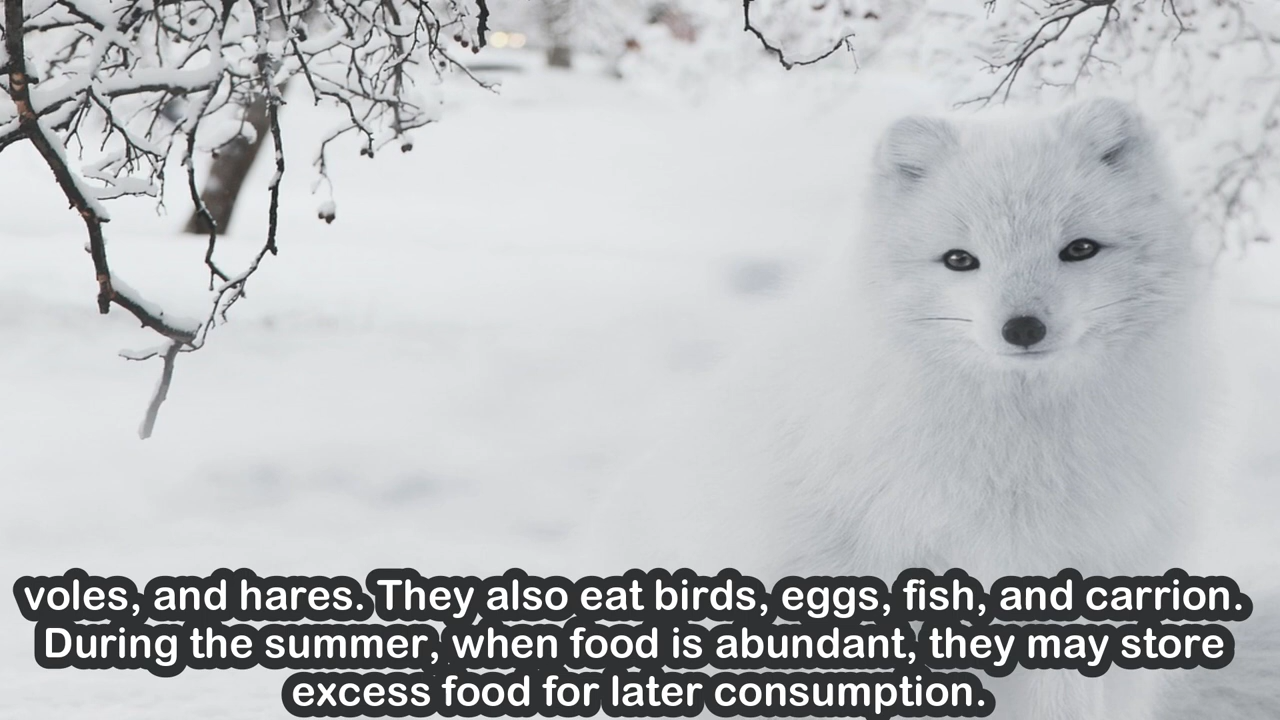 voles, and hares. They also eat birds, eggs, fish, and carrion.
During the summer, when food is abundant, they may store
excess food for later consumption.